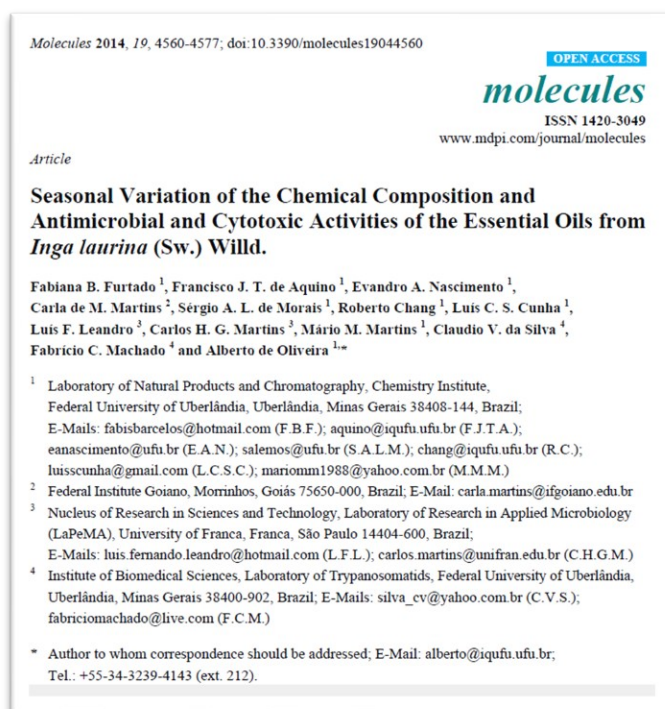 Molecules 2014, 19, 4560-4577; doi:10.3390/molecules19044560
OPEN ACCESS
molecules
ISSN 1420-3049
www.mdpi.com/journal/molecules
Article
Seasonal Variation of the Chemical Composition and
Antimicrobial and Cytotoxic Activities of the Essential Oils from
Inga laurina (Sw.) Willd.
Fabiana B. Furtado 1, Francisco J. T. de Aquino 1, Evandro A. Nascimento 1,
Carla de M. Martins 2, Sérgio A. L. de Morais 1, Roberto Chang 1, Luís C. S. Cunha 1,
Luís F. Leandro 3, Carlos H. G. Martins 3, Mário M. Martins 1, Claudio V. da Silva 4,
Fabrício C. Machado 4 and Alberto de Oliveira 1,*
1 Laboratory of Natural Products and Chromatography, Chemistry Institute,
Federal University of Uberlândia, Uberlândia, Minas Gerais 38408-144, Brazil;
E-Mails: fabisbarcelos@hotmail.com (F.B.F.); aquino@iqufu.ufu.br (F.J.T.A.);
eanascimento@ufu.br (E.A.N.); salemos@ufu.br (S.A.L.M.); chang@iqufu.ufu.br (R.C.);
luisscunha@gmail.com (L.C.S.C.); mariomm1988@yahoo.com.br (M.M.M.)
2 Federal Institute Goiano, Morrinhos, Goiás 75650-000, Brazil; E-Mail: carla.martins@ifgoiano.edu.br
3 Nucleus of Research in Sciences and Technology, Laboratory of Research in Applied Microbiology
(LaPeMA), University of Franca, Franca, São Paulo 14404-600, Brazil;
E-Mails: luis.fernando.leandro@hotmail.com (L.F.L.); carlos.martins@unifran.edu.br (C.H.G.M.)
4 Institute of Biomedical Sciences, Laboratory of Trypanosomatids, Federal University of Uberlândia,
Uberlândia, Minas Gerais 38400-902, Brazil; E-Mails: silva_cv@yahoo.com.br (C.V.S.);
fabriciomachado@live.com (F.C.M.)
* Author to whom correspondence should be addressed; E-Mail: alberto@iqufu.ufu.br;
Tel.: +55-34-3239-4143 (ext. 212).